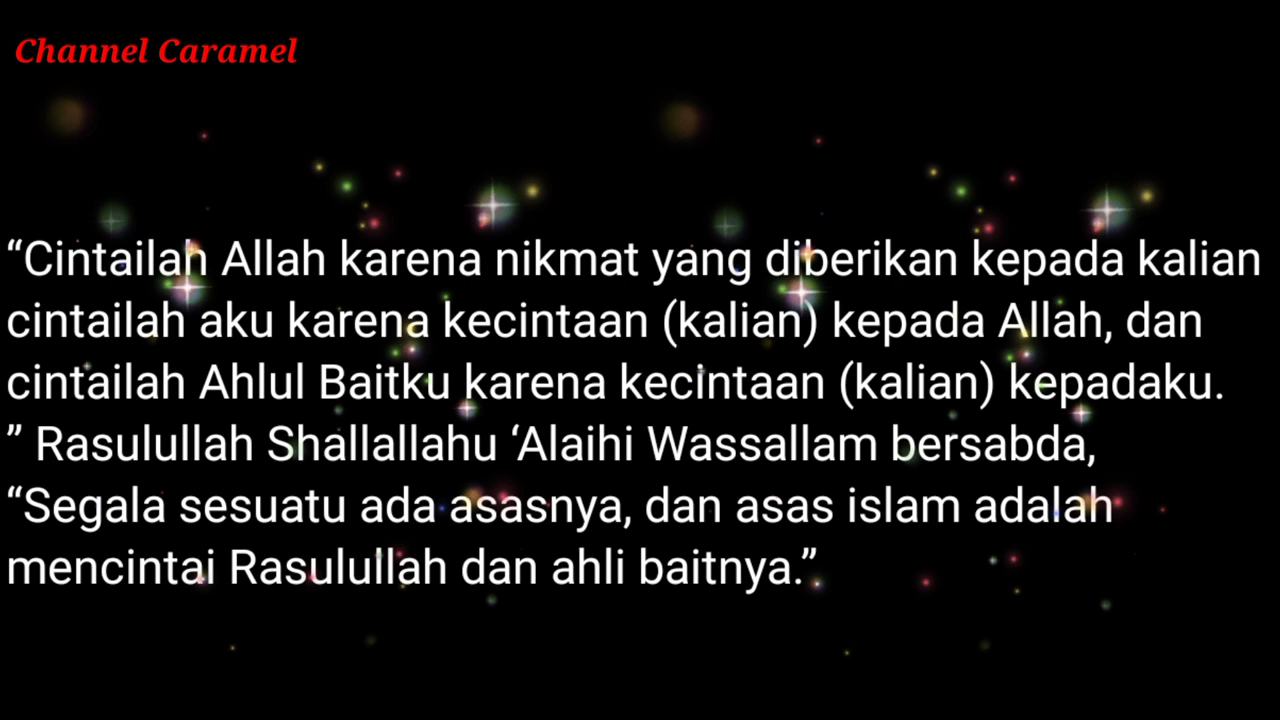 Channel Caramel
“Cintailah Allah karena nikmat yang diberikan kepada kalian
cintailah aku karena kecintaan (kalian) kepada Allah, dan
cintailah Ahlul Baitku karena kecintaan (kalian) kepadaku.
” Rasulullah Shallallahu ‘Alaihi Wassallam bersabda,
“Segala sesuatu ada asasnya, dan asas islam adalah
mencintai Rasulullah dan ahli baitnya.”